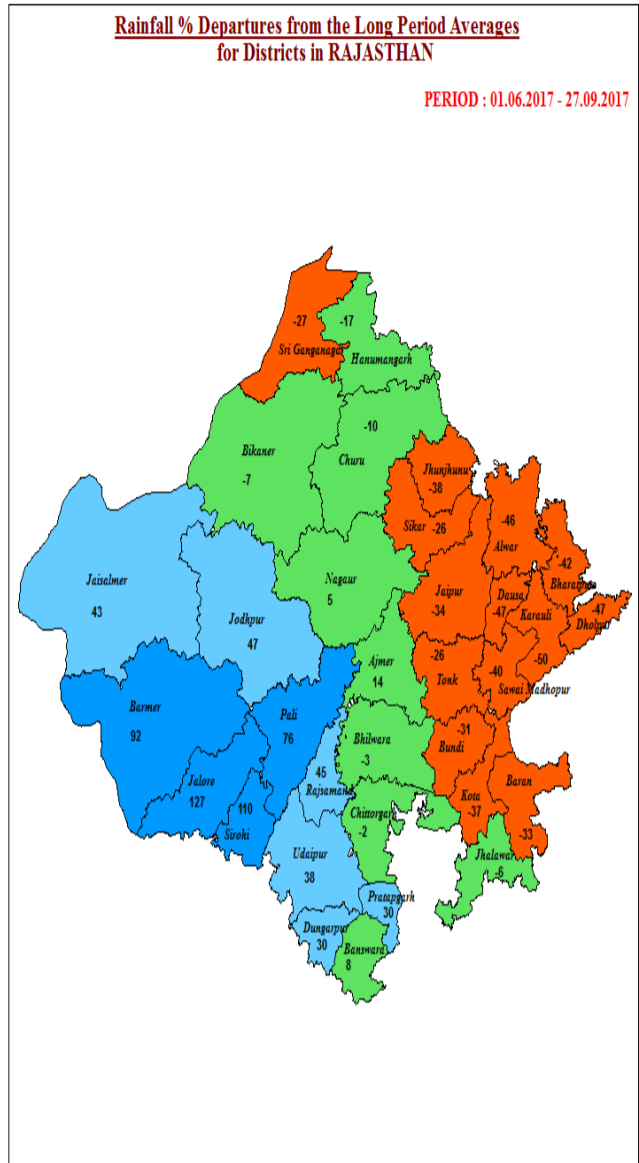 Rainfall % Departures from the Long Period Averages
for Districts in RAJASTHAN
PERIOD : 01.06.2017 - 27.09.2017
-27
Sri Ganganagar
-17
Hanumangarh
-10
Churu
Bikaner
-7
Jhunjhunu
-38
Sikar
-26
-46
Alwar
-42
Bharatpur
Jaisalmer
43
Jodhpur
47
Nagaur
5
Jaipur
-34
Dausa
-47
Karauli
-50
-47
Dholpur
Ajmer
14
-26
Tonk
-40
Sawai Madhopur
Barmer
92
Pali
76
Bhilwara
-3
-31
Bundi
45
Rajsamand
Jalore
127
110
Sirohi
Chittorgar
-2
Kota
-37
Baran
-33
Udaipur
38
Jhalawar
-6
Pratapgarh
30
Dungarpur
30
Banswara
8